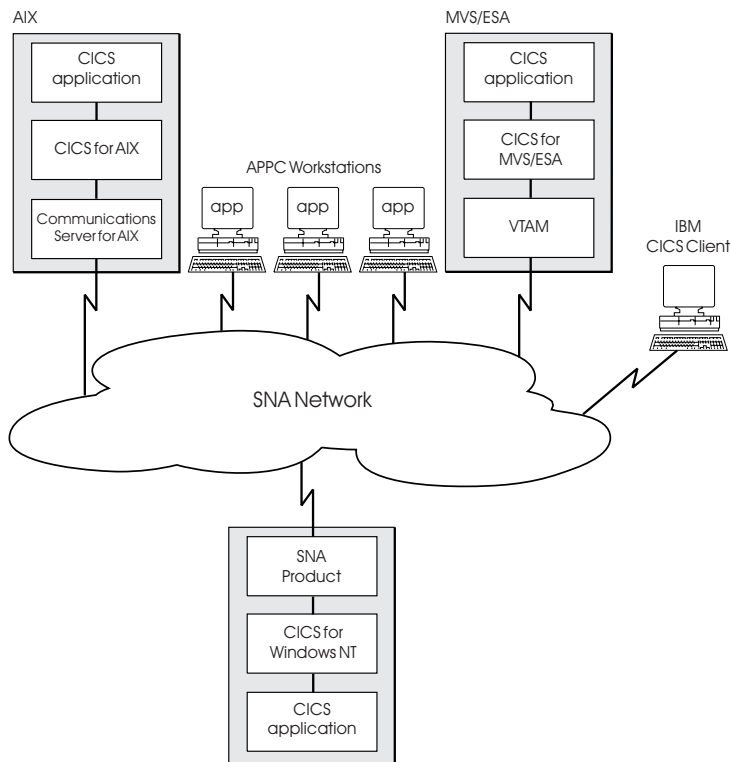 AIX
CICS
application
CICS for AIX
Communications
Server for AIX
APPC Workstations
app
app
app
MVS/ESA
CICS
application
CICS for
MVS/ESA
VTAM
IBM
CICS Client
SNA Network
SNA
Product
CICS for
Windows NT
CICS
application